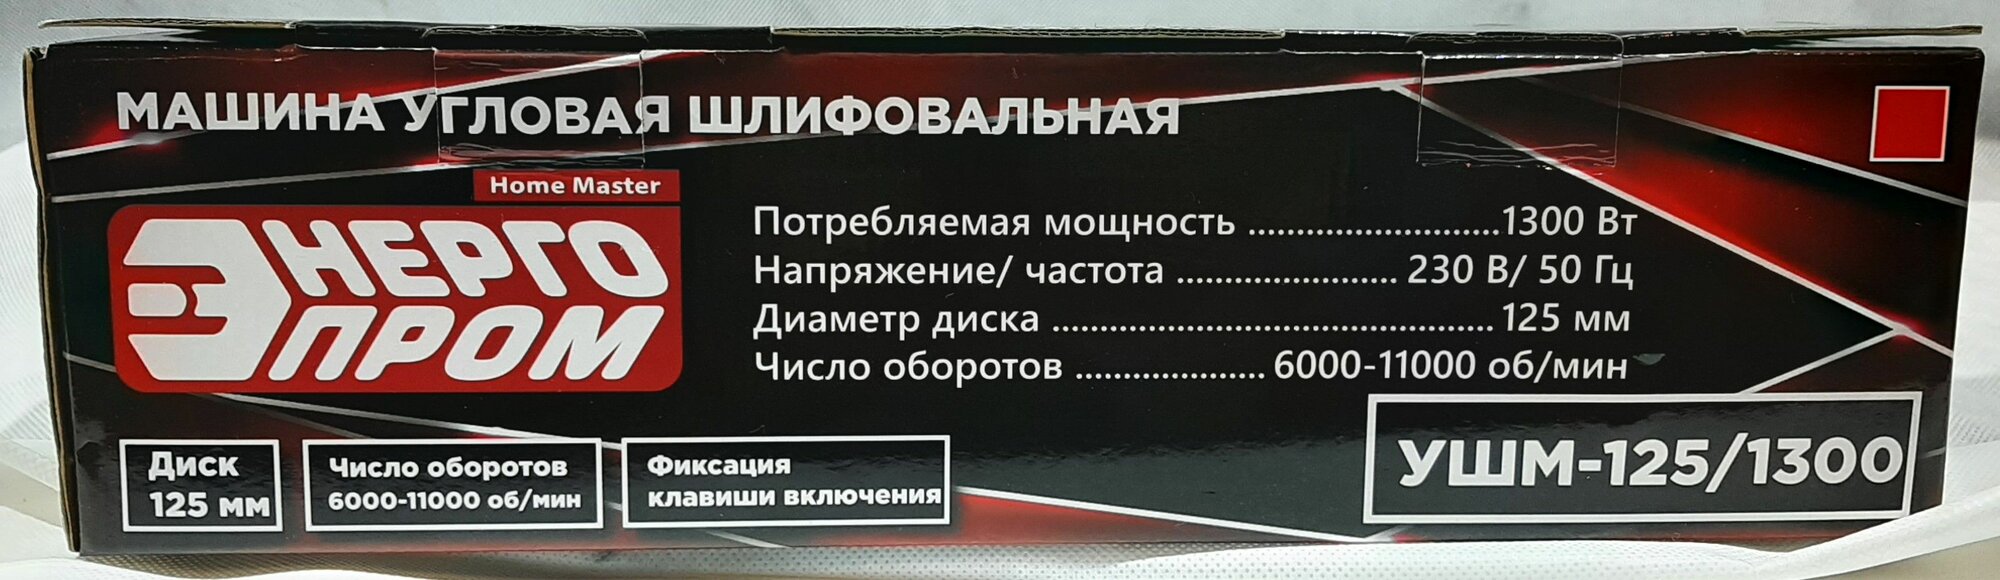 МАШИНА УГЛОВАЯ ШЛИФОВАЛЬНАЯ
Home Master
ЭНЕРГО
ПРОМ
Потребляемая мощность ..........................1300 Вт
Напряжение/ частота ....................... 230 В/ 50 Гц
Диаметр диска .............................................. 125 мм
Число оборотов .................... 6000-11000 об/мин
Диск
125 мм
Число оборотов
6000-11000 об/мин
Фиксация
клавиши включения
УШМ-125/1300